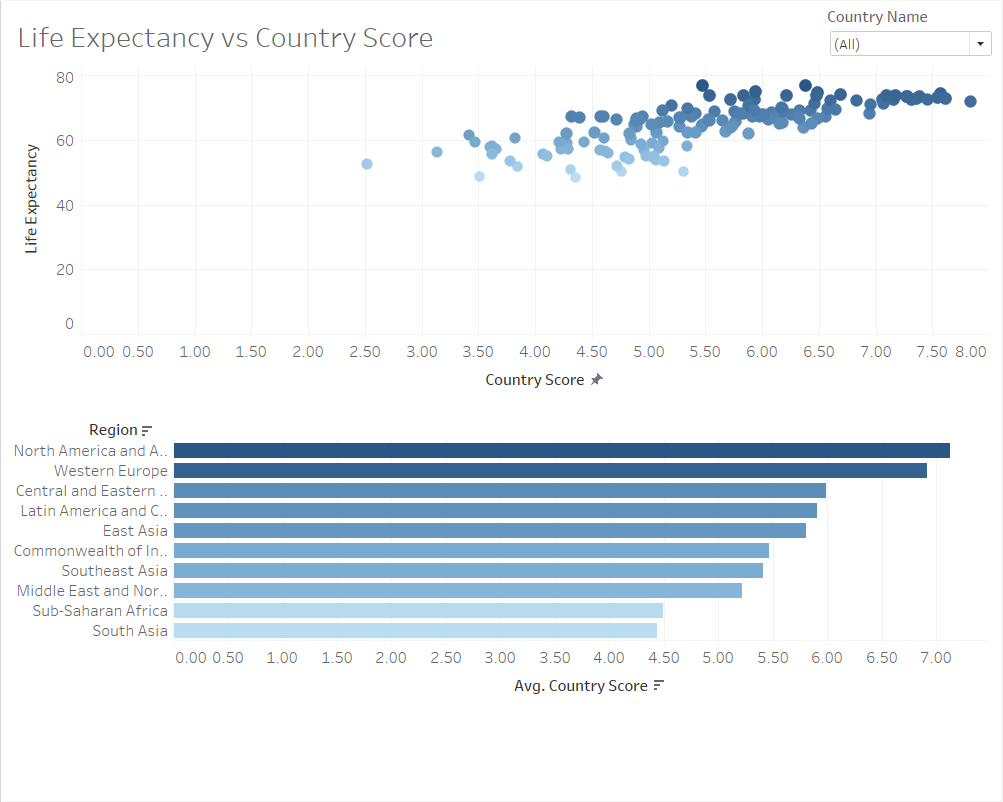 Country Name
Life Expectancy vs Country Score
(All)
80
60
40
20
0
Life Expectancy
0.00 0.50 1.00 1.50 2.00 2.50 3.00 3.50 4.00 4.50 5.00 5.50 6.00 6.50 7.00 7.50 8.00
Country Score
Region
North America and A..
Western Europe
Central and Eastern ..
Latin America and C..
East Asia
Commonwealth of In..
Southeast Asia
Middle East and Nor..
Sub-Saharan Africa
South Asia
0.00 0.50 1.00 1.50 2.00 2.50 3.00 3.50 4.00 4.50 5.00 5.50 6.00 6.50 7.00
Avg. Country Score